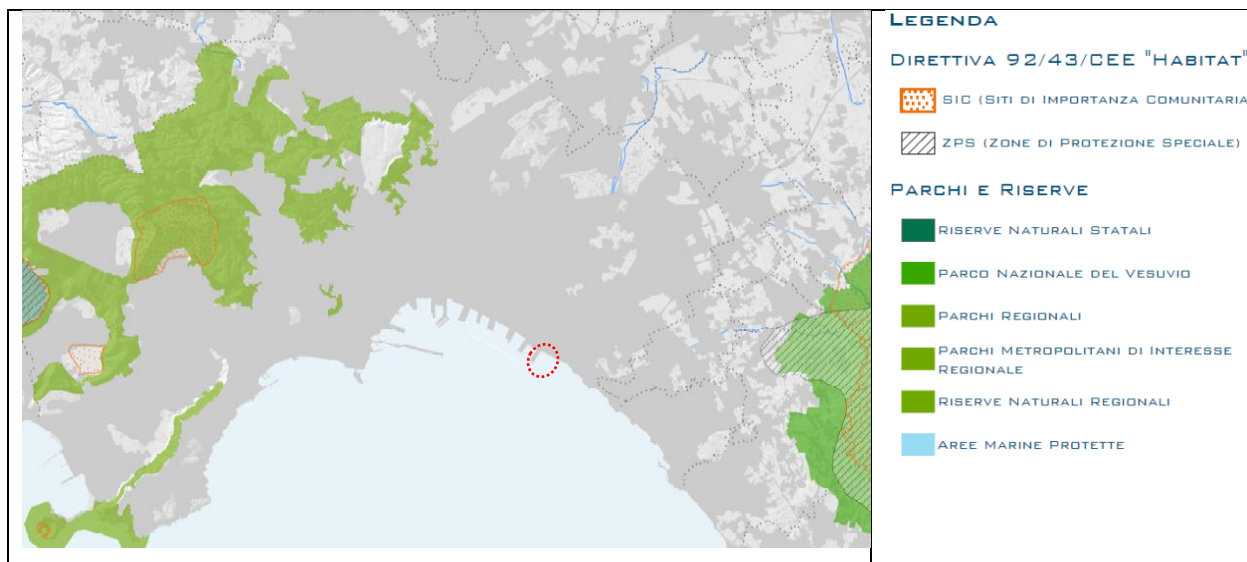 LEGENDA
DIRETTIVA 92/43/CEE "HABITAT"
SIC (SITI DI IMPORTANZA COMUNITARIA
ZPS (ZONE DI PROTEZIONE SPECIALE)
PARCHI E RISERVE
RISERVE NATURALI STATALI
PARCO NAZIONALE DEL VESUVIO
PARCHI REGIONALI
PARCHI METROPOLITANI DI INTERESSE
REGIONALE
RISERVE NATURALI REGIONALI
AREE MARINE PROTETTE